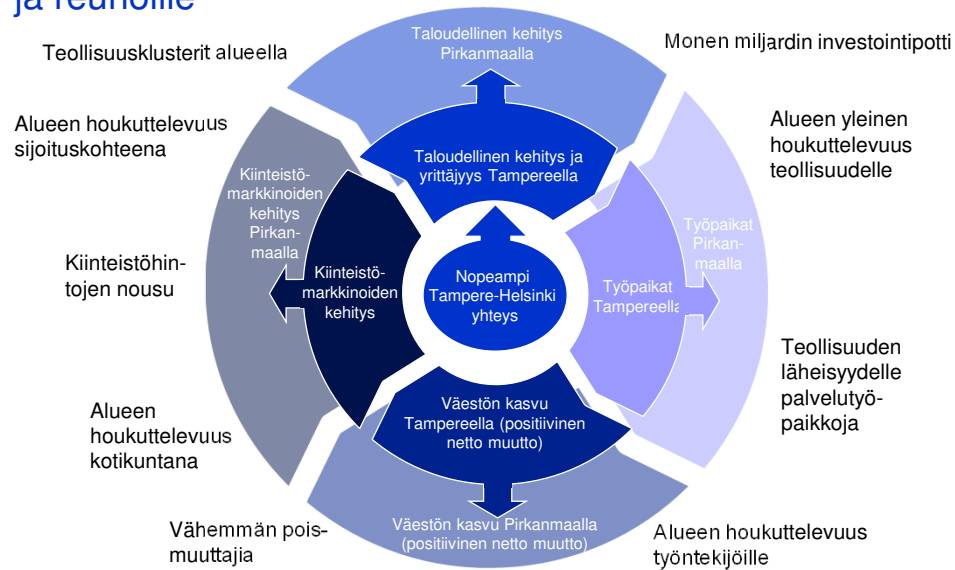 ja reunoille
Teollisuusklusterit alueella
Taloudellinen kehitys
Pirkanmaalla
Monen miljardin investointipotti
Alueen houkuttelevuus
sijoituskohteena
Alueen yleinen
houkuttelevuus
teollisuudelle
Taloudellinen kehitys ja
yrittäjyys Tampereella
Kiinteistö-
markkinoiden
kehitys
Pirkan-
maalla
Työpaikat
Pirkan-
maalla
Kiinteistöhin-
tojen nousu
Kiinteistö-
markkinoiden
kehitys
Nopeampi
Tampere-Helsinki
yhteys
Työpaikat
Tampereella
Teollisuuden
läheisyydelle
palvelutyö-
paikkoja
Alueen
houkuttelevuus
kotikuntana
Väestön kasvu
Tampereella (positiivinen
netto muutto)
Vähemmän pois-
muuttajia
Väestön kasvu Pirkanmaalla
(positiivinen netto muutto)
Alueen houkuttelevuus
työntekijöille